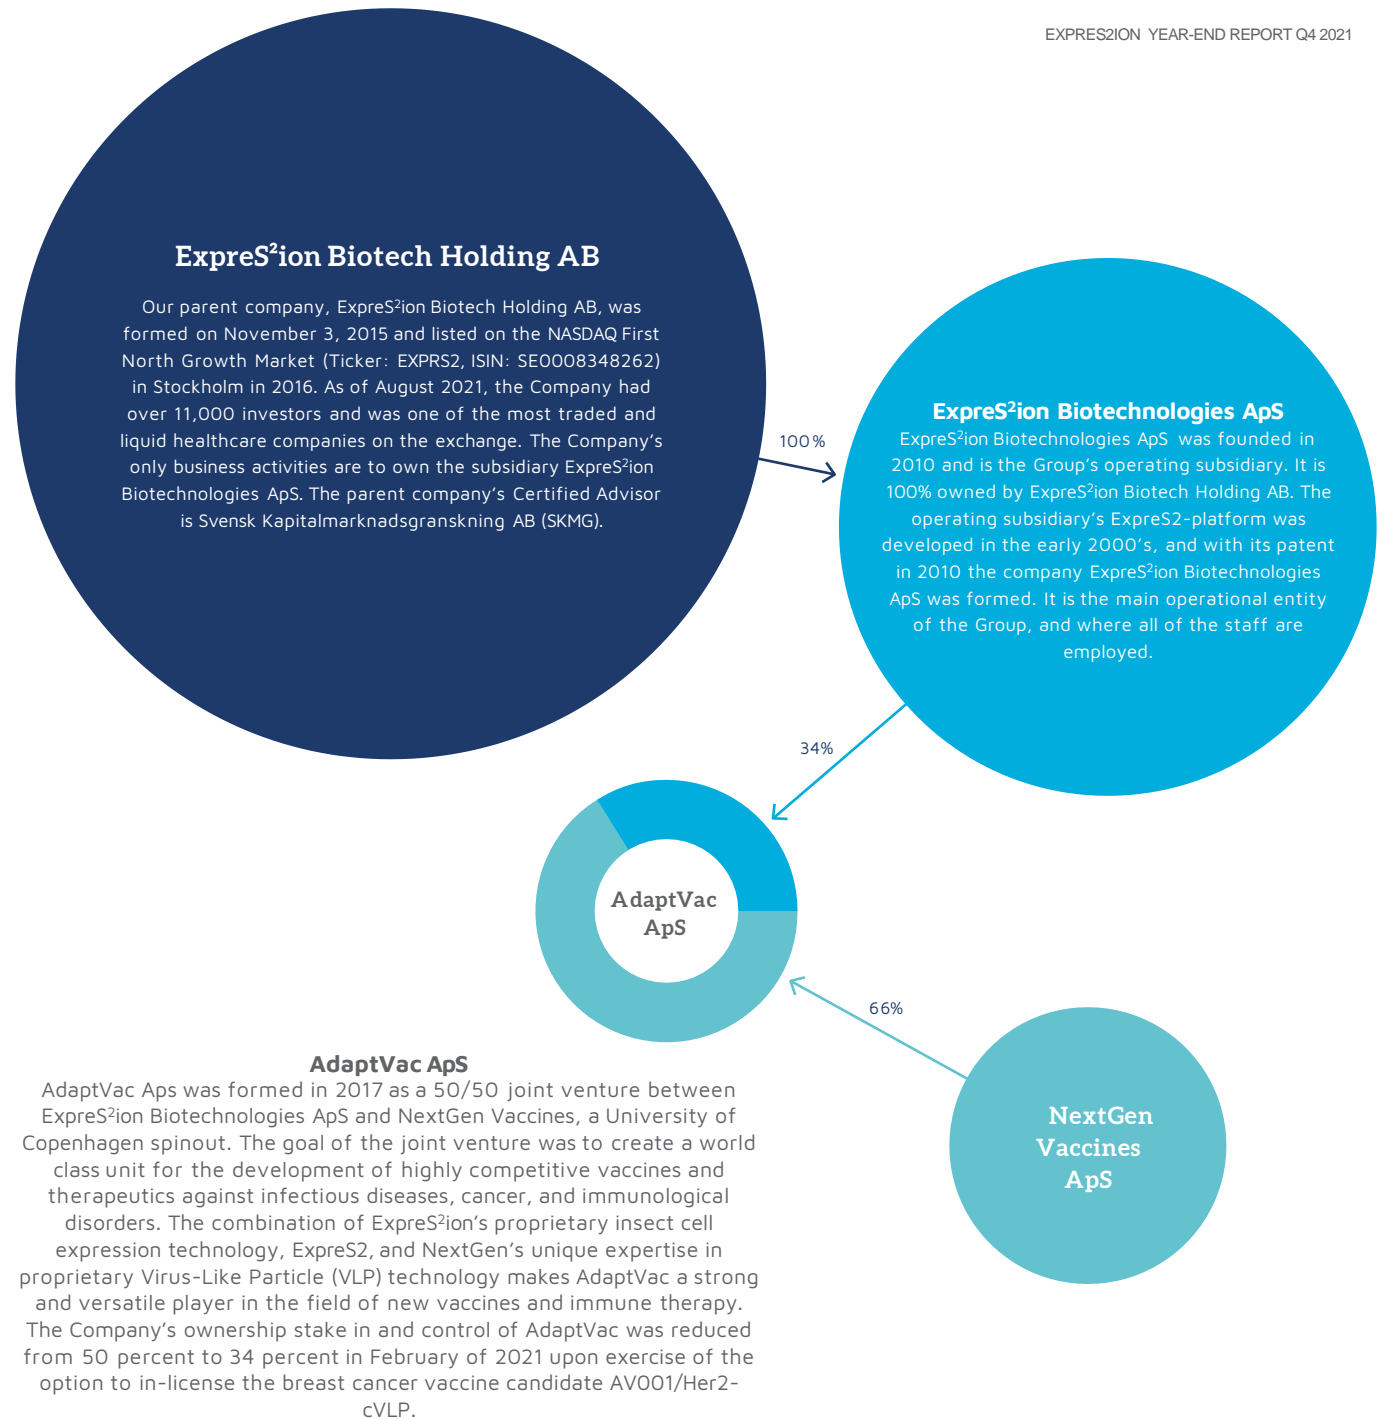 EXPRES2ION YEAR-END REPORT Q4 2021
ExpreS²ion Biotech Holding AB
Our parent company, ExpreS²ion Biotech Holding AB, was
formed on November 3, 2015 and listed on the NASDAQ First
North Growth Market (Ticker: EXPRS2, ISIN: SE0008348262)
in Stockholm in 2016. As of August 2021, the Company had
over 11,000 investors and was one of the most traded and
liquid healthcare companies on the exchange. The Company's
only business activities are to own the subsidiary ExpreS²ion
Biotechnologies ApS. The parent company's Certified Advisor
is Svensk Kapitalmarknadsgranskning AB (SKMG).
100%
ExpreS²ion Biotechnologies ApS
ExpreS²ion Biotechnologies ApS was founded in
2010 and is the Group's operating subsidiary. It is
100% owned by ExpreS²ion Biotech Holding AB. The
operating subsidiary's ExpreS2-platform was
developed in the early 2000's, and with its patent
in 2010 the company ExpreS²ion Biotechnologies
ApS was formed. It is the main operational entity
of the Group, and where all of the staff are
employed.
34%
AdaptVac
ApS
66%
NextGen
Vaccines
ApS
AdaptVac ApS
AdaptVac Aps was formed in 2017 as a 50/50 joint venture between
ExpreS²ion Biotechnologies ApS and NextGen Vaccines, a University of
Copenhagen spinout. The goal of the joint venture was to create a world
class unit for the development of highly competitive vaccines and
therapeutics against infectious diseases, cancer, and immunological
disorders. The combination of ExpreS²ion's proprietary insect cell
expression technology, ExpreS2, and NextGen's unique expertise in
proprietary Virus-Like Particle (VLP) technology makes AdaptVac a strong
and versatile player in the field of new vaccines and immune therapy.
The Company's ownership stake in and control of AdaptVac was reduced
from 50 percent to 34 percent in February of 2021 upon exercise of the
option to in-license the breast cancer vaccine candidate AV001/Her2-
cVLP.